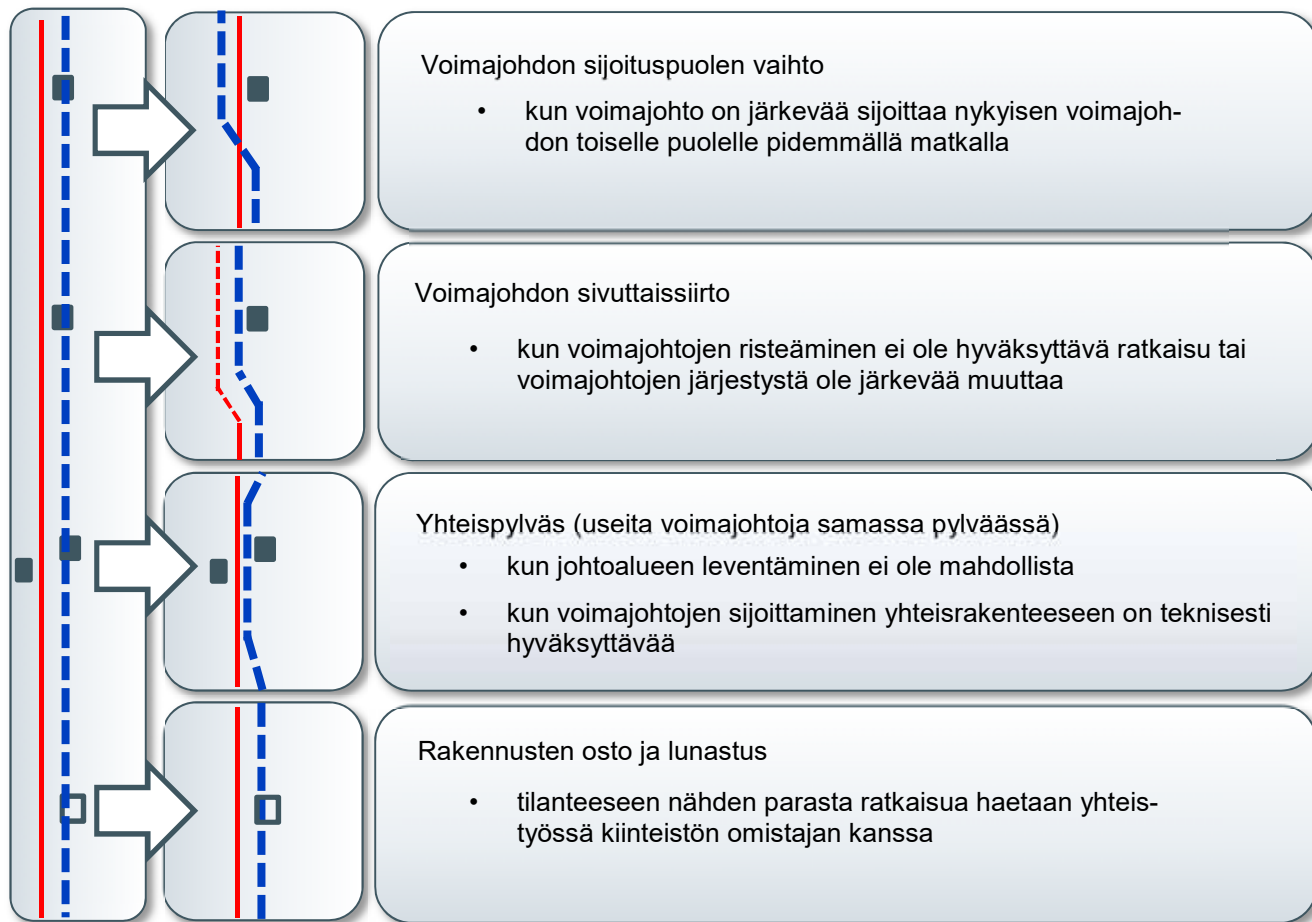 Voimajohdon sijoituspuolen vaihto
• kun voimajohto on järkevää sijoittaa nykyisen voimajoh-
don toiselle puolelle pidemmällä matkalla
Voimajohdon sivuttaissiirto
• kun voimajohtojen risteäminen ei ole hyväksyttävä ratkaisu tai
voimajohtojen järjestystä ole järkevää muuttaa
Yhteispylväs (useita voimajohtoja samassa pylväässä)
• kun johtoalueen leventäminen ei ole mahdollista
• kun voimajohtojen sijoittaminen yhteisrakenteeseen on teknisesti
hyväksyttävää
Rakennusten osto ja lunastus
• tilanteeseen nähden parasta ratkaisua haetaan yhteis-
työssä kiinteistön omistajan kanssa